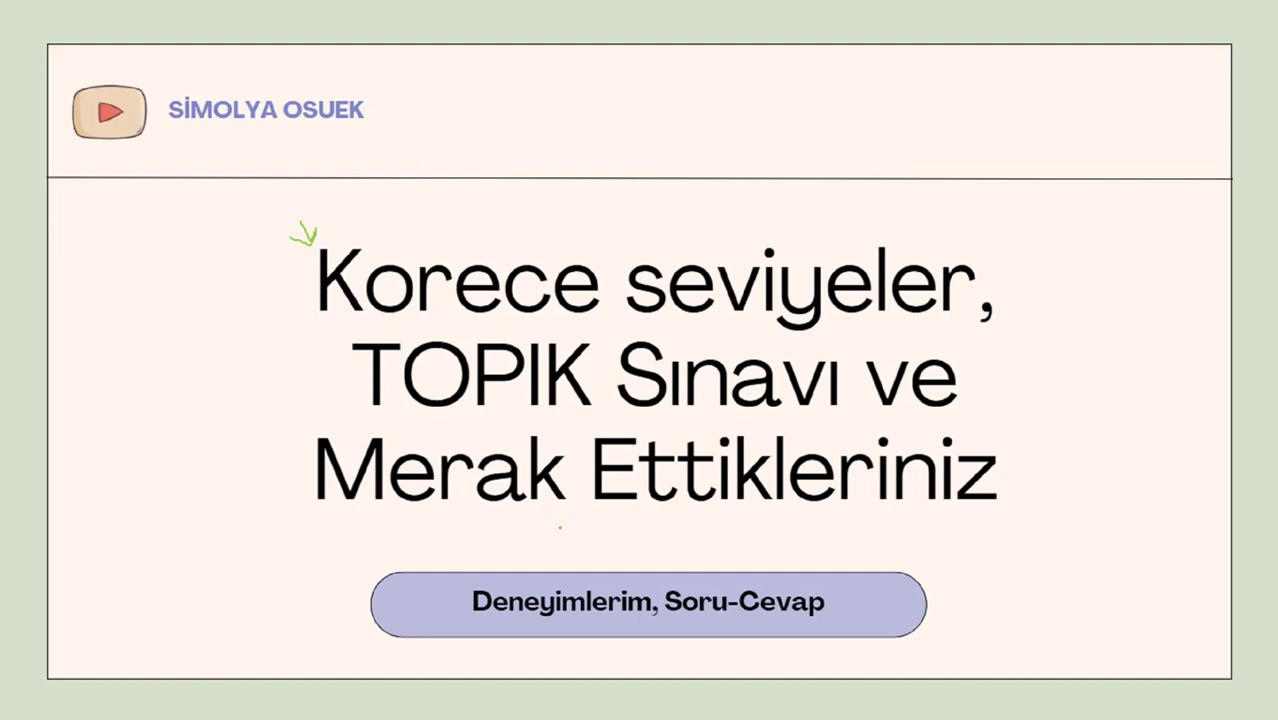 SİMOLYA OSUEK
Korece seviyeler,
TOPIK Sınavı ve
Merak Ettikleriniz
Deneyimlerim, Soru-Cevap